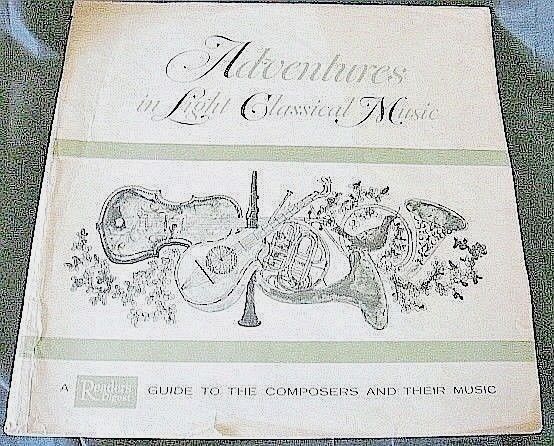 Adventures
in Light Classical Music
A Reader's Digest GUIDE TO THE COMPOSERS AND THEIR MUSIC